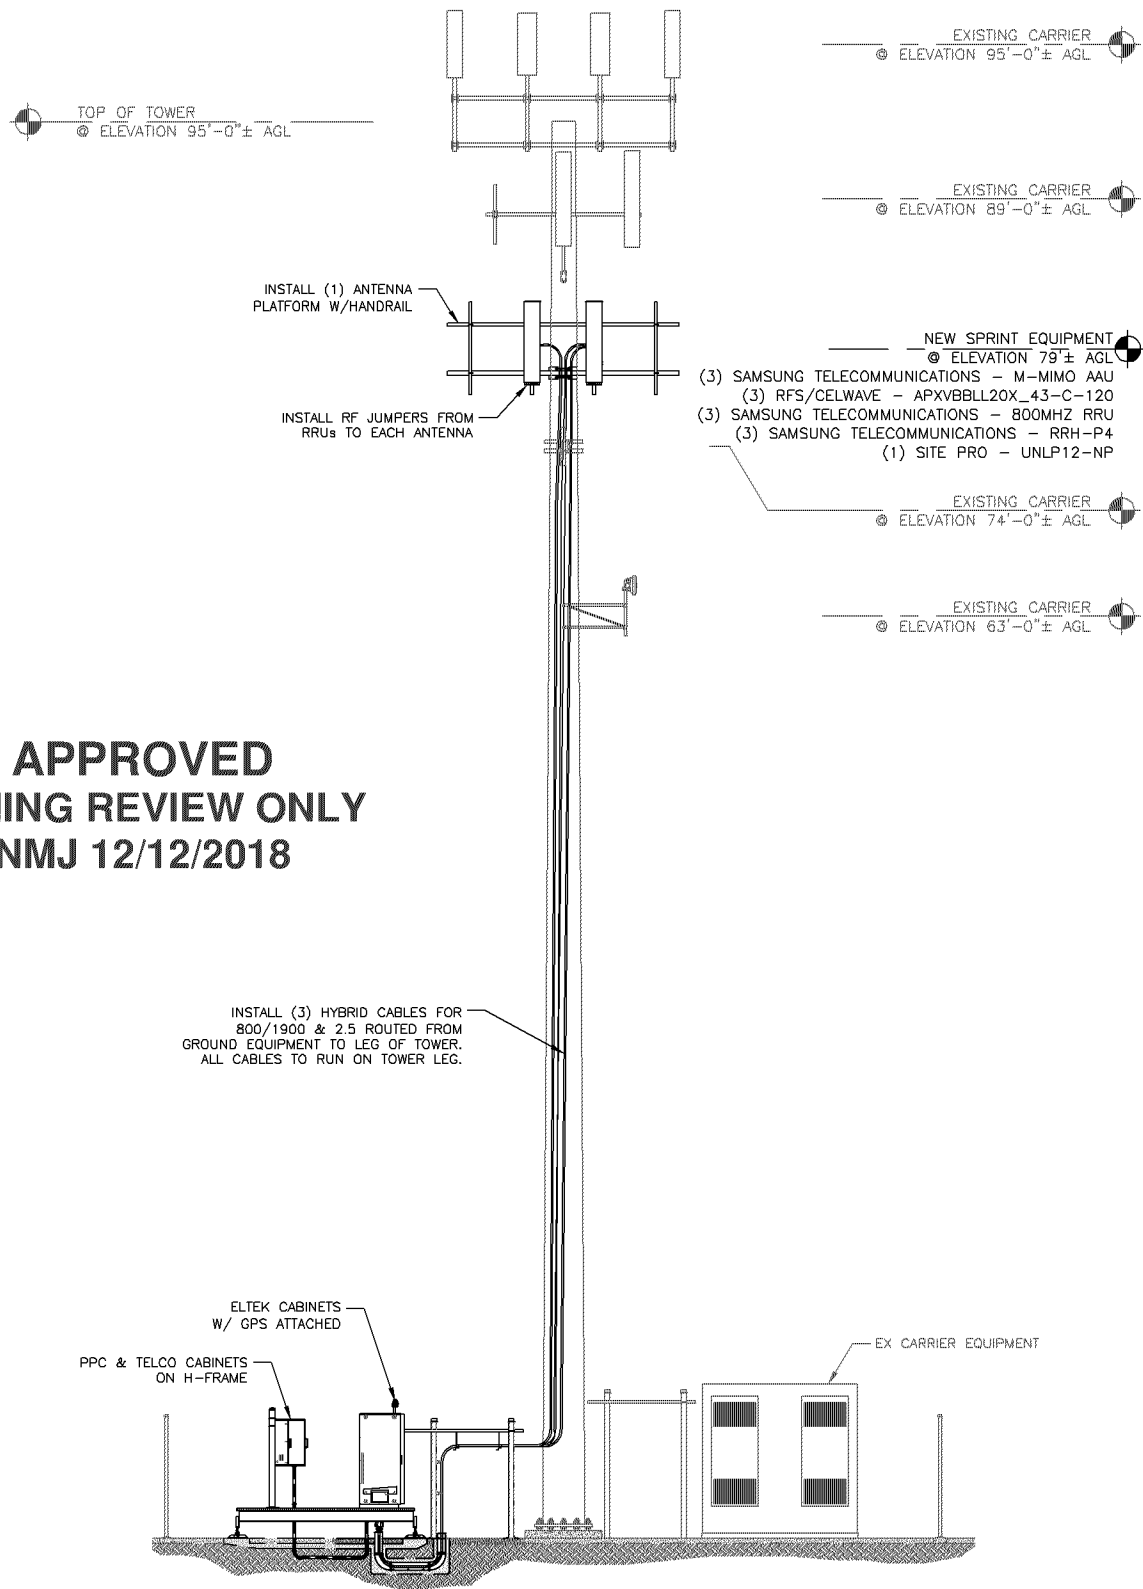 EXISTING CARRIER
@ ELEVATION 95'-0"± AGL
TOP OF TOWER
@ ELEVATION 95'-0"± AGL
EXISTING CARRIER
@ ELEVATION 89'-0"± AGL
INSTALL (1) ANTENNA
PLATFORM W/HANDRAIL
NEW SPRINT EQUIPMENT
@ ELEVATION 79'± AGL
(3) SAMSUNG TELECOMMUNICATIONS - M-MIMO AAU
(3) RFS/CELWAVE - APXVBBLL20X_43-C-120
(3) SAMSUNG TELECOMMUNICATIONS - 800MHZ RRU
(3) SAMSUNG TELECOMMUNICATIONS - RRH-P4
(1) SITE PRO - UNLP12-NP
INSTALL RF JUMPERS FROM
RRUs TO EACH ANTENNA
EXISTING CARRIER
@ ELEVATION 74'-0"± AGL
EXISTING CARRIER
@ ELEVATION 63'-0"± AGL
APPROVED
NING REVIEW ONLY
NMJ 12/12/2018
INSTALL (3) HYBRID CABLES FOR
800/1900 & 2.5 ROUTED FROM
GROUND EQUIPMENT TO LEG OF TOWER.
ALL CABLES TO RUN ON TOWER LEG.
ELTEK CABINETS
W/ GPS ATTACHED
PPC & TELCO CABINETS
ON H-FRAME
EX CARRIER EQUIPMENT